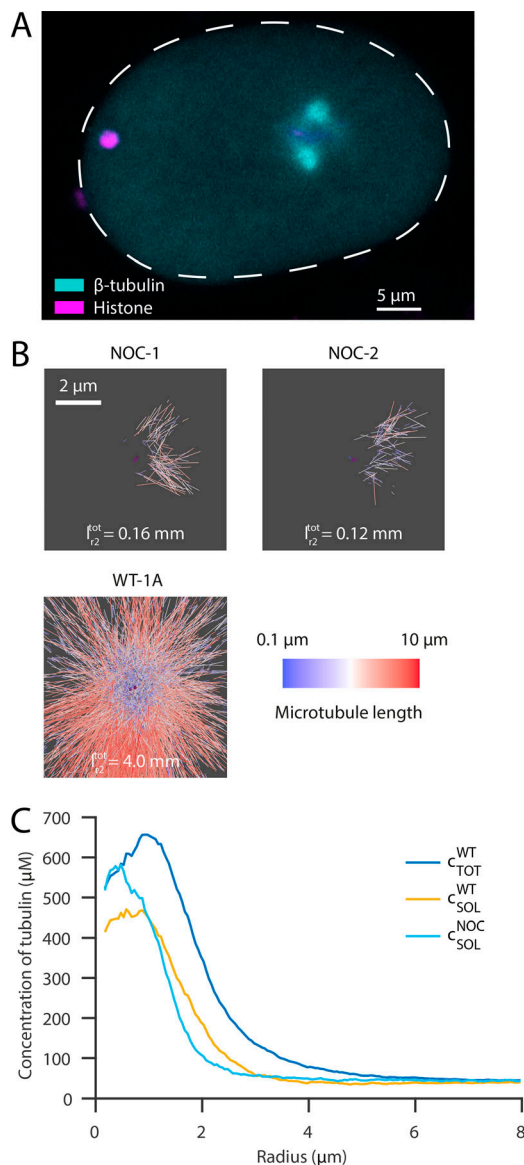 A
β-tubulin
Histone
5 μm
B
NOC-1
NOC-2
2 μm
l_r2^tot = 0.16 mm
l_r2^tot = 0.12 mm
WT-1A
l_r2^tot = 4.0 mm
0.1 μm
10 μm
Microtubule length
C
Concentration of tubulin (μM)
700
600
500
400
300
200
100
0
c_TOT^WT
c_SOL^WT
c_SOL^NOC
0
2
4
6
8
Radius (μm)